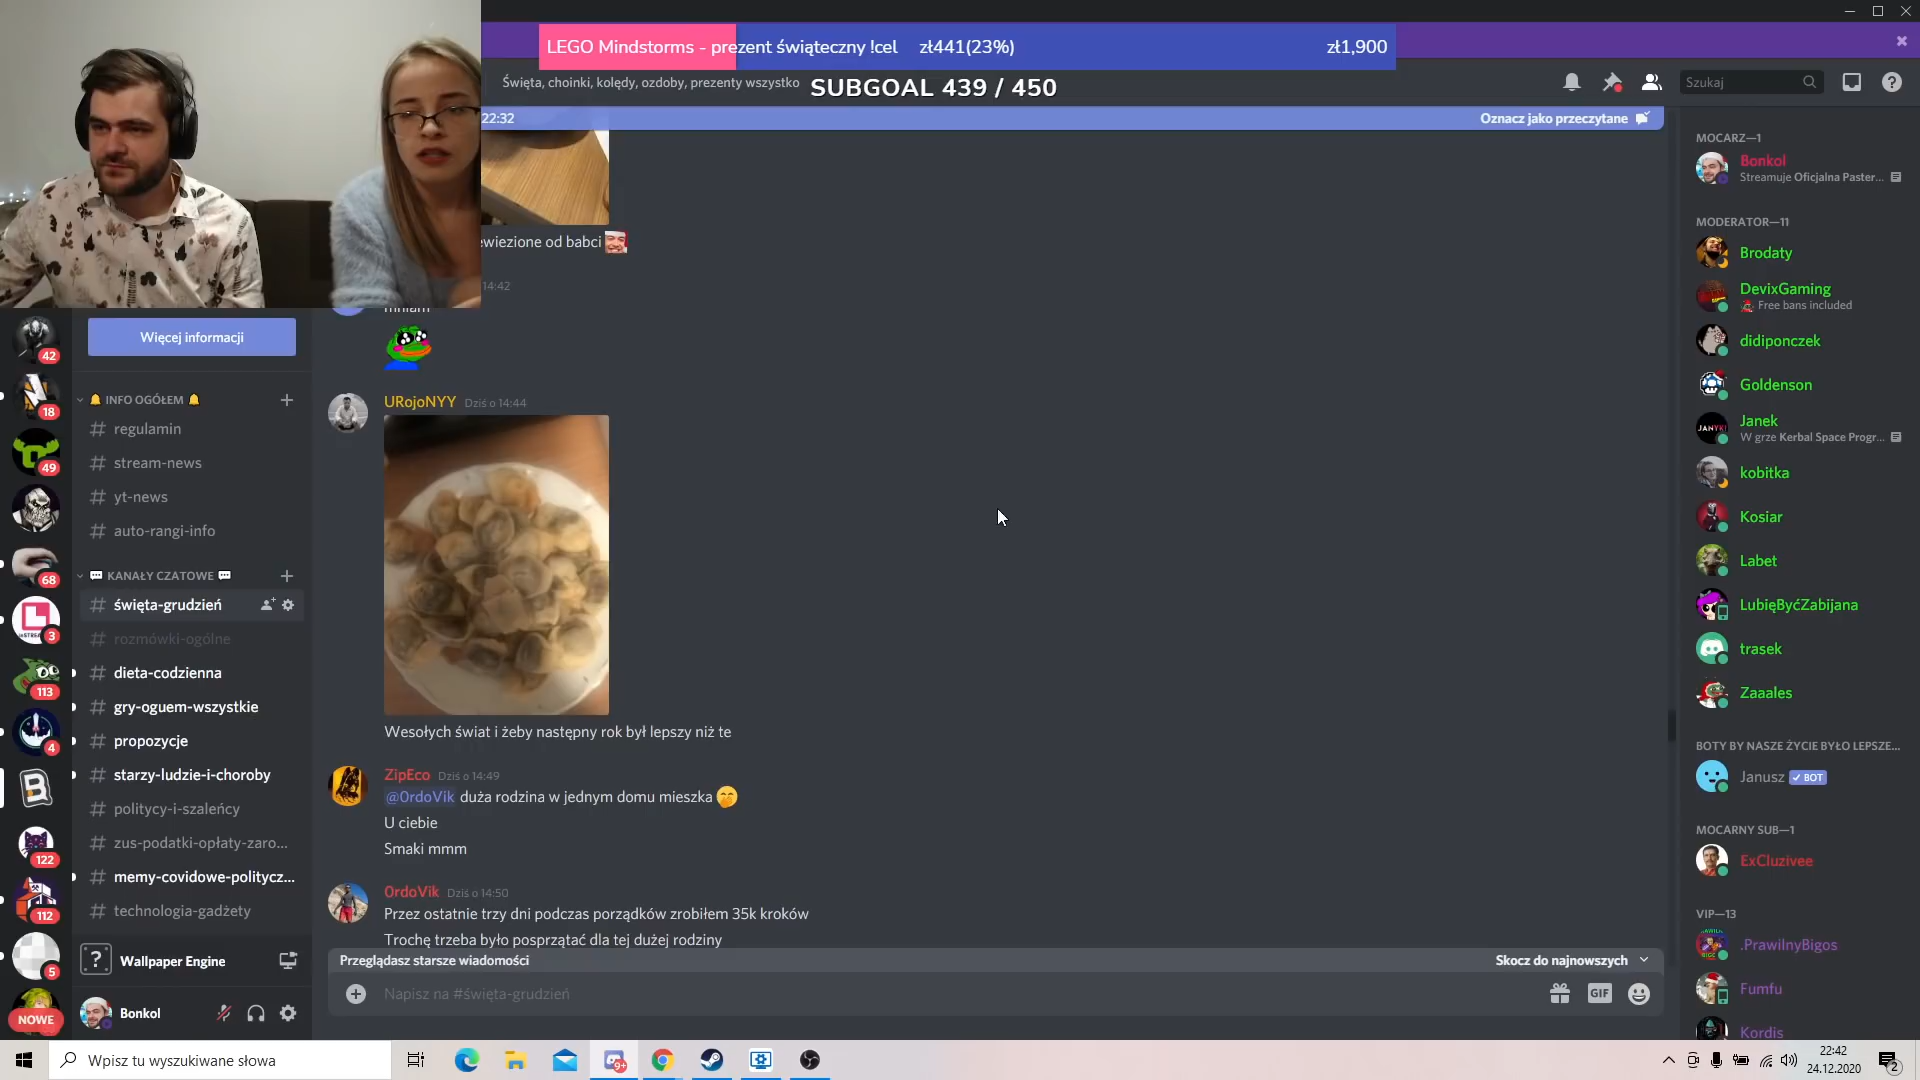 LEGO Mindstorms - prezent świąteczny !cel zł441(23%) zł1,900
Święta, choinki, kolędy, ozdoby, prezenty wszystko
SUBGOAL 439 / 450
Szukaj
22:32
Oznacz jako przeczytane
ewiezione od babci
14:42
mniam
URojoNYY Dziś o 14:44
Wesołych świat i żeby następny rok był lepszy niż te
ZipEco Dziś o 14:49
@0rdoVik duża rodzina w jednym domu mieszka
U ciebie
Smaki mmm
0rdoVik Dziś o 14:50
Przez ostatnie trzy dni podczas porządków zrobiłem 35k kroków
Trochę trzeba było posprzątać dla tej dużej rodziny
Przeglądasz starsze wiadomości
Skocz do najnowszych
Napisz na #święta-grudzień
GIF
Więcej informacji
INFO OGÓŁEM
# regulamin
# stream-news
# yt-news
# auto-rangi-info
KANAŁY CZATOWE
# święta-grudzień
# rozmówki-ogólne
# dieta-codzienna
# gry-oguem-wszystkie
# propozycje
# starzy-ludzie-i-choroby
# politycy-i-szaleńcy
# zus-podatki-opłaty-zaro...
# memy-covidowe-politycz...
# technologia-gadżety
Wallpaper Engine
Bonkol
42
18
49
68
3
113
4
122
112
5
NOWE
MOCARZ—1
Bonkol
Streamuje Oficjalna Paster...
MODERATOR—11
Brodaty
DevixGaming
Free bans included
didiponczek
Goldenson
Janek
W grze Kerbal Space Progr...
kobitka
Kosiar
Labet
LubięByćZabijana
trasek
Zaaales
BOTY BY NASZE ŻYCIE BYŁO LEPSZE...
Janusz BOT
MOCARNY SUB—1
ExCluzivee
VIP—13
.PrawilnyBigos
Fumfu
Kordis
Wpisz tu wyszukiwane słowa
9+
22:42
24.12.2020
2